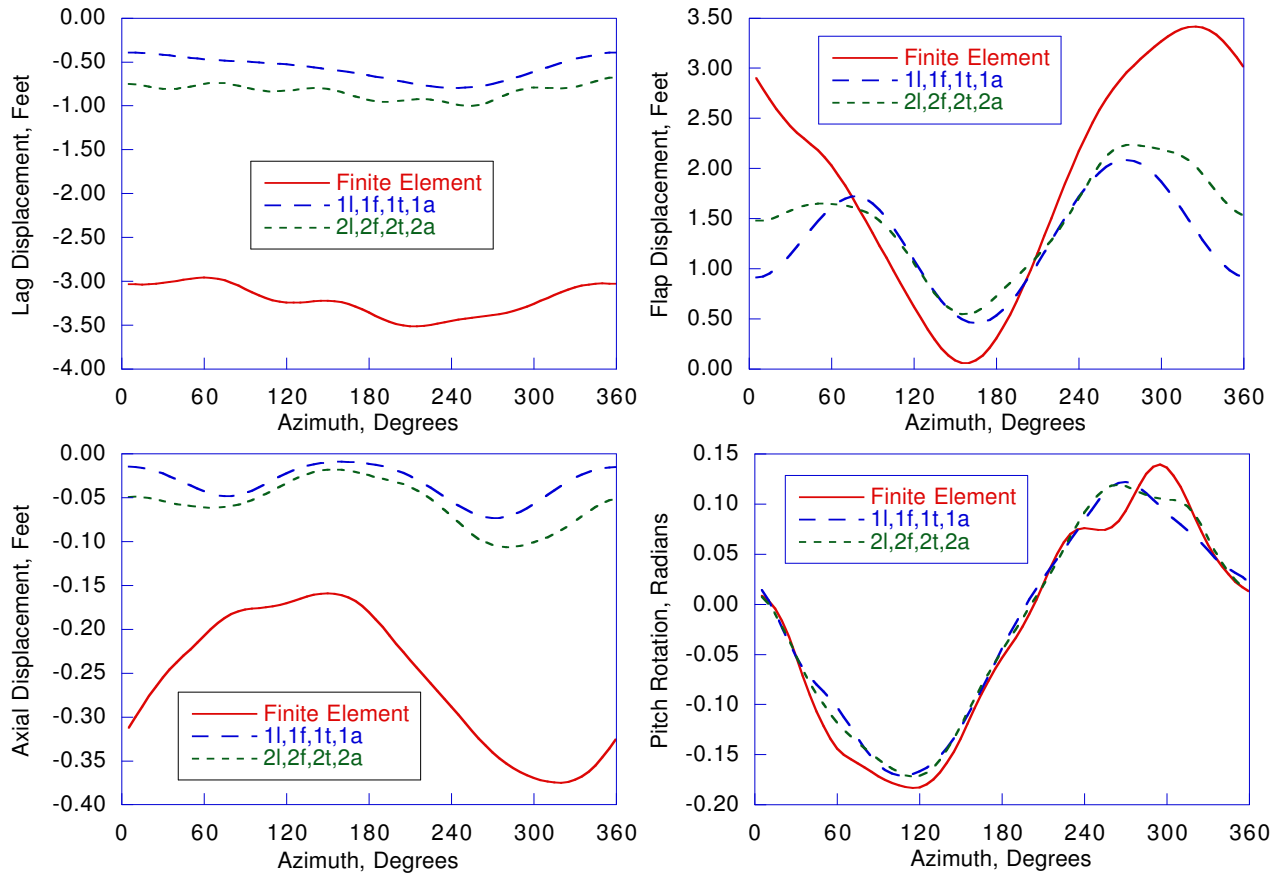 0.00
-0.50
-1.00
-1.50
-2.00
-2.50
-3.00
-3.50
-4.00
Lag Displacement, Feet
Finite Element
1l,1f,1t,1a
2l,2f,2t,2a
0 60 120 180 240 300 360
Azimuth, Degrees
3.50
3.00
2.50
2.00
1.50
1.00
0.50
0.00
Flap Displacement, Feet
Finite Element
1l,1f,1t,1a
2l,2f,2t,2a
0 60 120 180 240 300 360
Azimuth, Degrees
0.00
-0.05
-0.10
-0.15
-0.20
-0.25
-0.30
-0.35
-0.40
Axial Displacement, Feet
Finite Element
1l,1f,1t,1a
2l,2f,2t,2a
0 60 120 180 240 300 360
Azimuth, Degrees
0.15
0.10
0.05
0.00
-0.05
-0.10
-0.15
-0.20
Pitch Rotation, Radians
Finite Element
1l,1f,1t,1a
2l,2f,2t,2a
0 60 120 180 240 300 360
Azimuth, Degrees